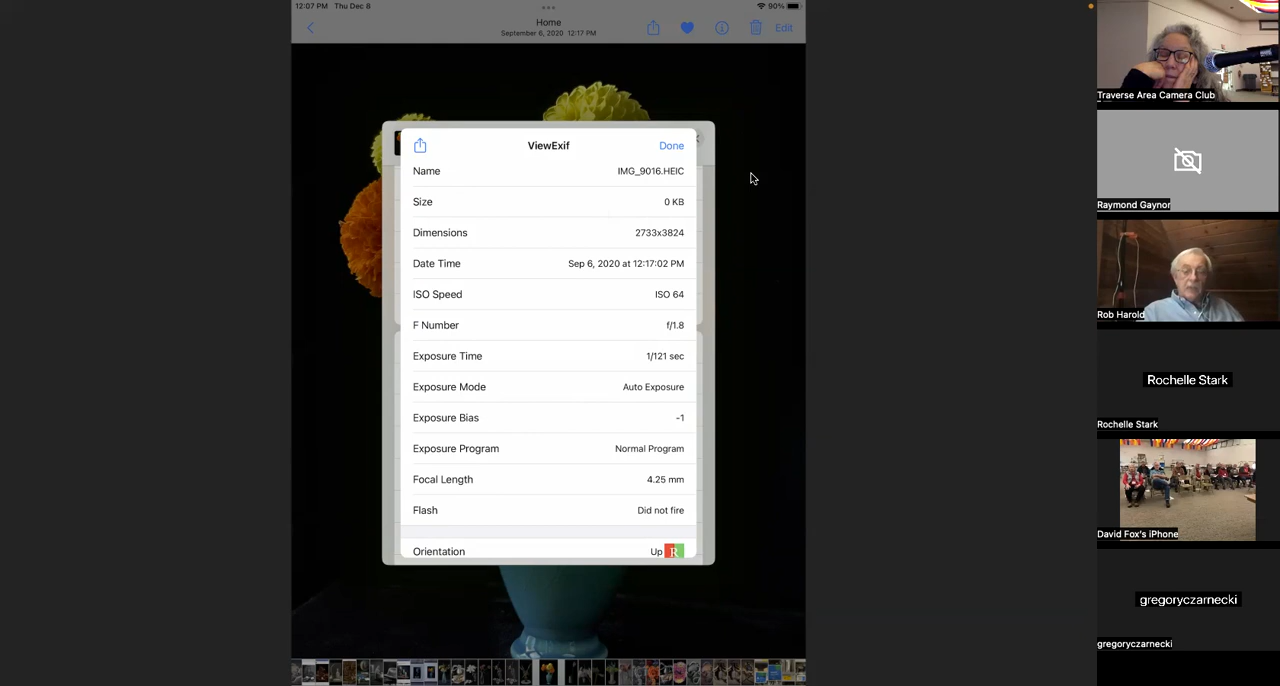 12:07 PM Thu Dec 8
90%
Home
September 6, 2020 12:17 PM
Edit
ViewExif
Done
Name IMG_9016.HEIC
Size 0 KB
Dimensions 2733x3824
Date Time Sep 6, 2020 at 12:17:02 PM
ISO Speed ISO 64
F Number f/1.8
Exposure Time 1/121 sec
Exposure Mode Auto Exposure
Exposure Bias -1
Exposure Program Normal Program
Focal Length 4.25 mm
Flash Did not fire
Orientation Up R
Traverse Area Camera Club
Raymond Gaynor
Rob Harold
Rochelle Stark
Rochelle Stark
David Fox's iPhone
gregoryczarnecki
gregoryczarnecki